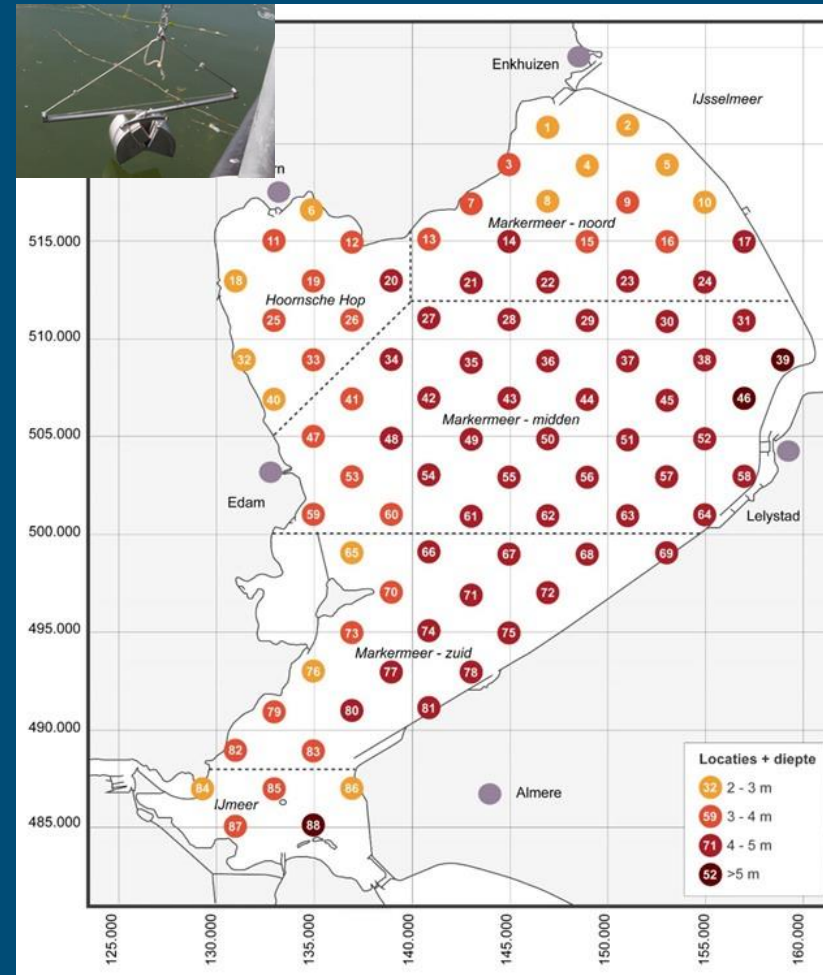 Enkhuizen
IJsselmeer
1 2
3 4 5
rn
6 7 8 9 10
Markermeer - noord
515.000 11 12 13 14 15 16 17
18 19 20 21 22 23 24
Hoornsche Hop
510.000 25 26 27 28 29 30 31
32 33 34 35 36 37 38 39
40 41 42 43 44 45 46
Markermeer - midden
505.000 47 48 49 50 51 52
53 54 55 56 57 58
Edam
Lelystad
59 60 61 62 63 64
500.000
65 66 67 68 69
70 71 72
495.000 73 74 75
Markermeer - zuid
76 77 78
490.000 79 80 81
82 83
84 85 86
IJmeer
Almere
485.000 87 88
Locaties + diepte
32 2 - 3 m
59 3 - 4 m
71 4 - 5 m
52 >5 m
125.000 130.000 135.000 140.000 145.000 150.000 155.000 160.000